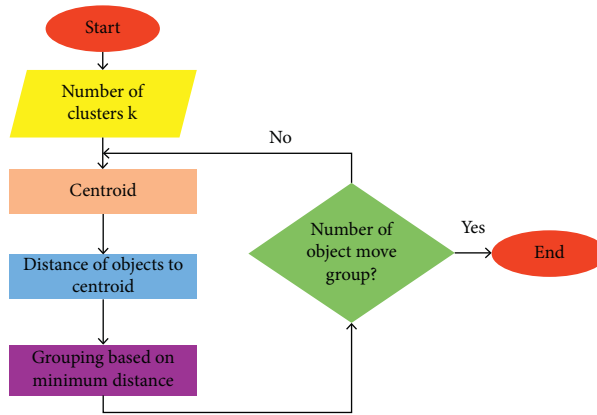 Start
Number of
clusters k
No
Centroid
Number of
object move
group?
Yes
End
Distance of objects to
centroid
Grouping based on
minimum distance